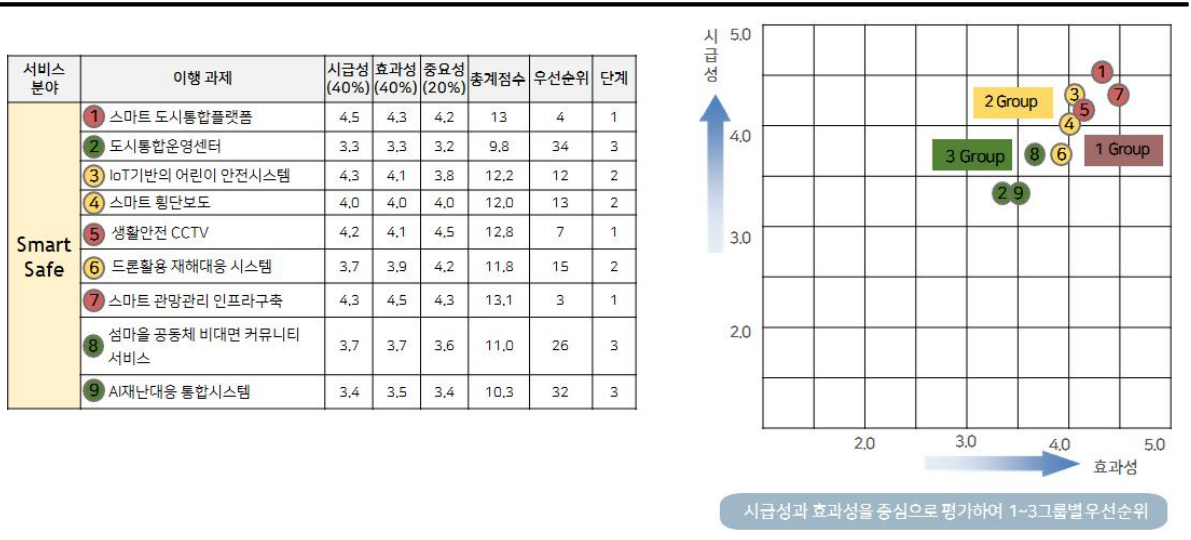 서비스 분야 이행 과제 시급성 (40%) 효과성 (40%) 중요성 (20%) 총계점수 우선순위 단계
Smart Safe
1 스마트 도시통합플랫폼 4.5 4.3 4.2 13 4 1
2 도시통합운영센터 3.3 3.3 3.2 9.8 34 3
3 IoT기반의 어린이 안전시스템 4.3 4.1 3.8 12.2 12 2
4 스마트 횡단보도 4.0 4.0 4.0 12.0 13 2
5 생활안전 CCTV 4.2 4.1 4.5 12.8 7 1
6 드론활용 재해대응 시스템 3.7 3.9 4.2 11.8 15 2
7 스마트 관망관리 인프라구축 4.3 4.5 4.3 13.1 3 1
8 섬마을 공동체 비대면 커뮤니티
서비스 3.7 3.7 3.6 11.0 26 3
9 AI재난대응 통합시스템 3.4 3.5 3.4 10.3 32 3
시급성
5.0
4.0
3.0
2.0
1
3 7
2 Group
5
4
3 Group 8 6 1 Group
2 9
2.0 3.0 4.0 5.0
효과성
시급성과 효과성을 중심으로 평가하여 1~3그룹별 우선순위